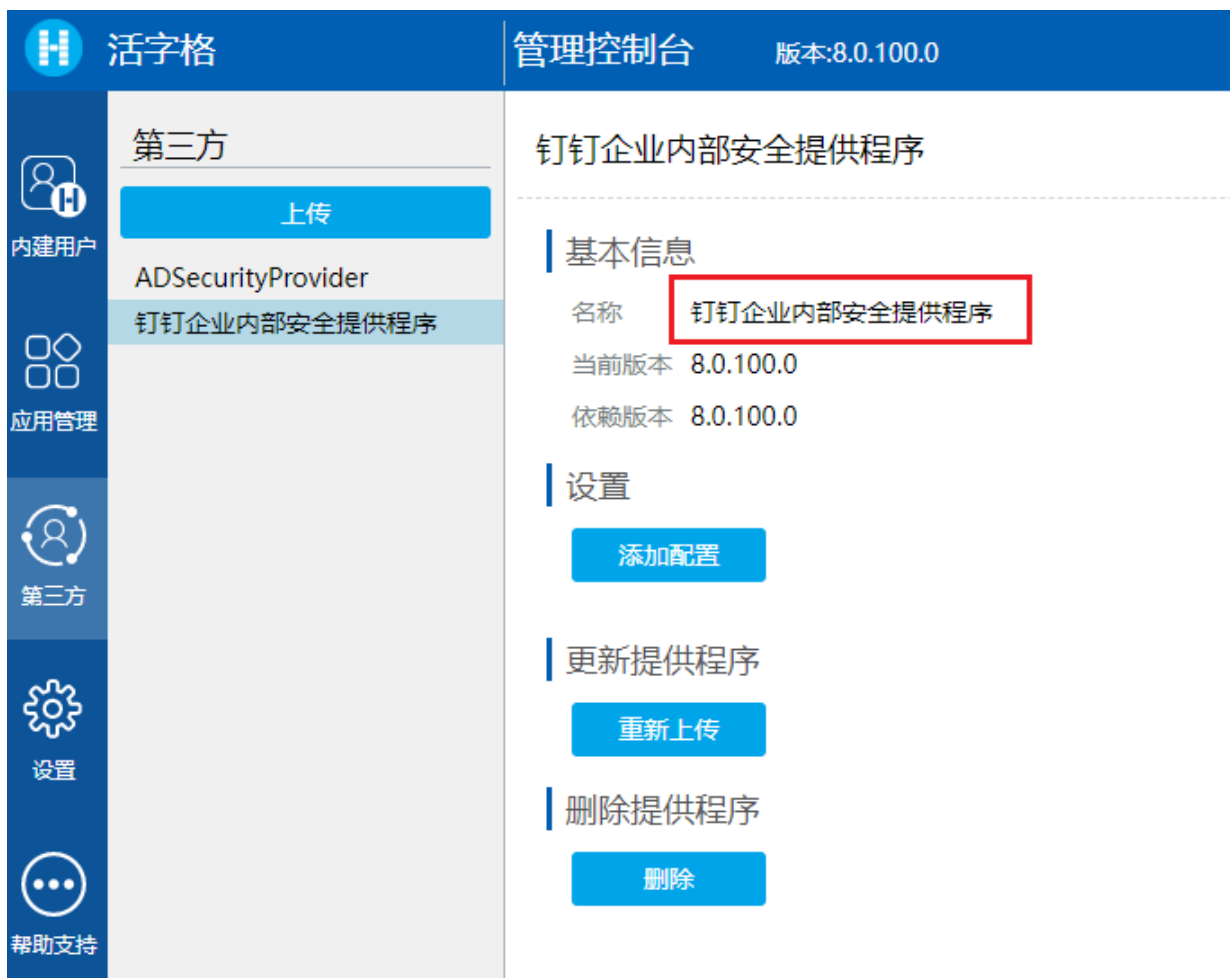 活字格
管理控制台 版本:8.0.100.0
内建用户
应用管理
第三方
设置
帮助支持
第三方
上传
ADSecurityProvider
钉钉企业内部安全提供程序
钉钉企业内部安全提供程序
基本信息
名称 钉钉企业内部安全提供程序
当前版本 8.0.100.0
依赖版本 8.0.100.0
设置
添加配置
更新提供程序
重新上传
删除提供程序
删除